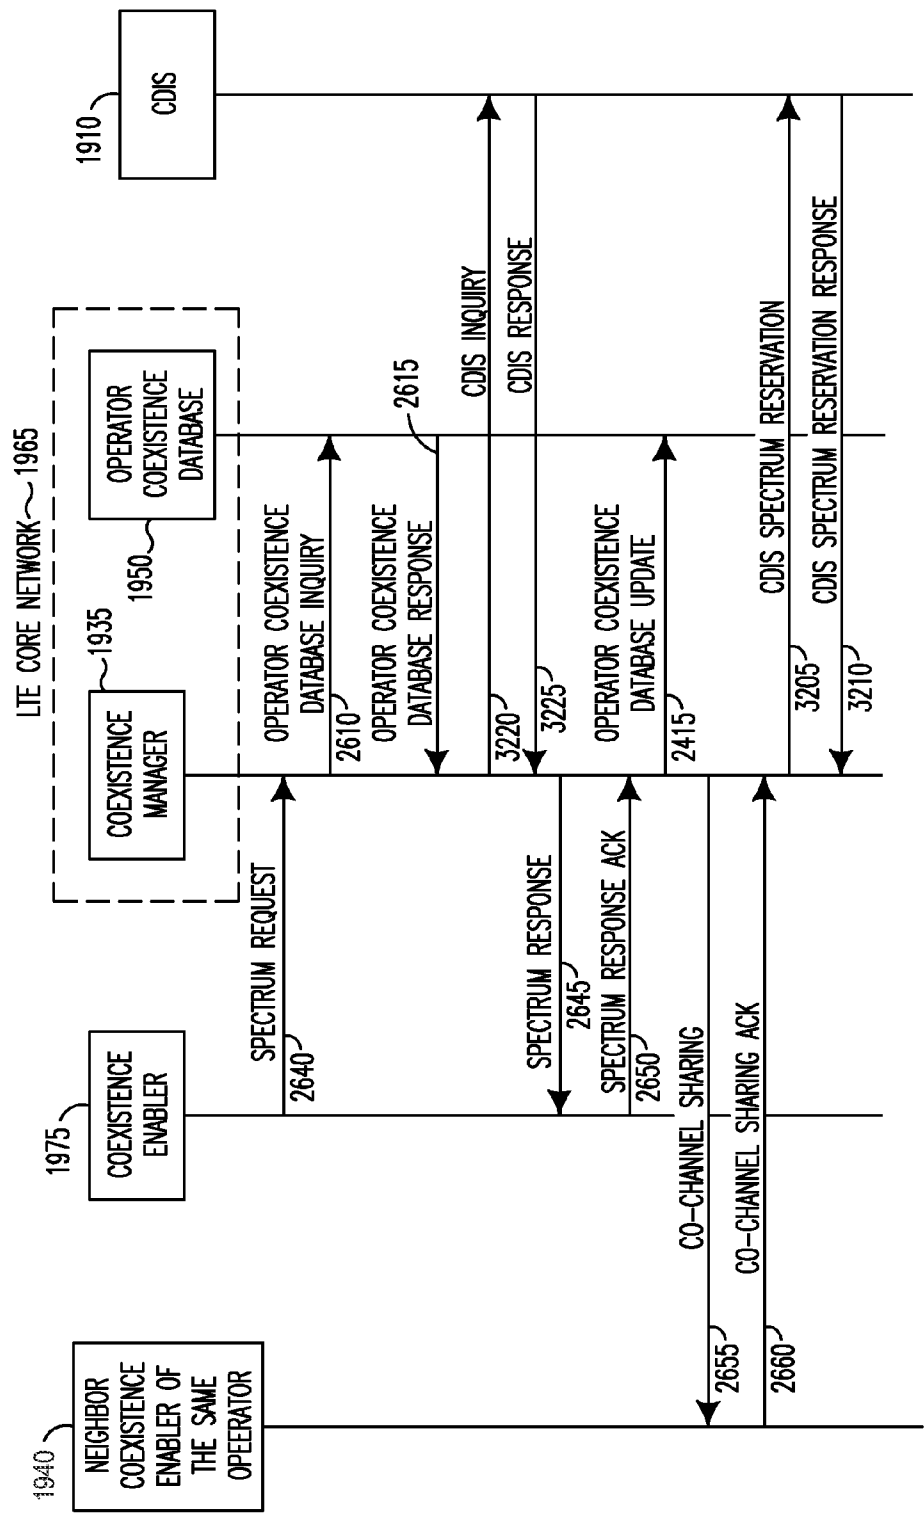 LTE CORE NETWORK 1965
1940
NEIGHBOR
COEXISTENCE
ENABLER OF
THE SAME
OPEERATOR
1975
COEXISTENCE
ENABLER
1935
COEXISTENCE
MANAGER
1950
OPERATOR
COEXISTENCE
DATABASE
1910
CDIS
SPECTRUM REQUEST
2640
OPERATOR COEXISTENCE
DATABASE INQUIRY
2610
OPERATOR COEXISTENCE
DATABASE RESPONSE
2615
CDIS INQUIRY
3220
CDIS RESPONSE
3225
SPECTRUM RESPONSE
2645
SPECTRUM RESPONSE ACK
2650
OPERATOR COEXISTENCE
DATABASE UPDATE
2415
CO-CHANNEL SHARING
2655
CO-CHANNEL SHARING ACK
2660
CDIS SPECTRUM RESERVATION
3205
CDIS SPECTRUM RESERVATION RESPONSE
3210